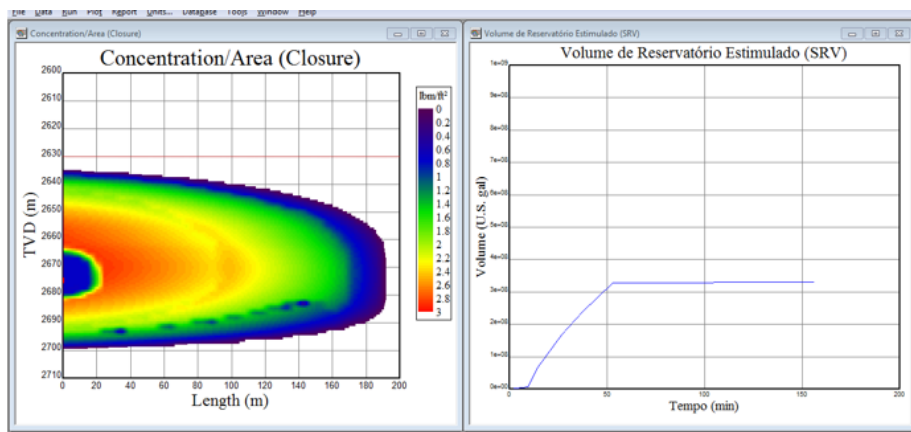 File Data Run Plot Report Units... Database Tools Window Help
Concentration/Area (Closure)
Concentration/Area (Closure)
2600
2610
2620
2630
2640
2650
2660
2670
2680
2690
2700
2710
TVD (m)
0 20 40 60 80 100 120 140 160 180 200
Length (m)
lbm/ft²
0
0.2
0.4
0.6
0.8
1
1.2
1.4
1.6
1.8
2
2.2
2.4
2.6
2.8
3
Volume de Reservatório Estimulado (SRV)
Volume de Reservatório Estimulado (SRV)
1e+09
9e+08
8e+08
7e+08
6e+08
5e+08
4e+08
3e+08
2e+08
1e+08
0e+00
Volume (U.S. gal)
0 50 100 150 200
Tempo (min)